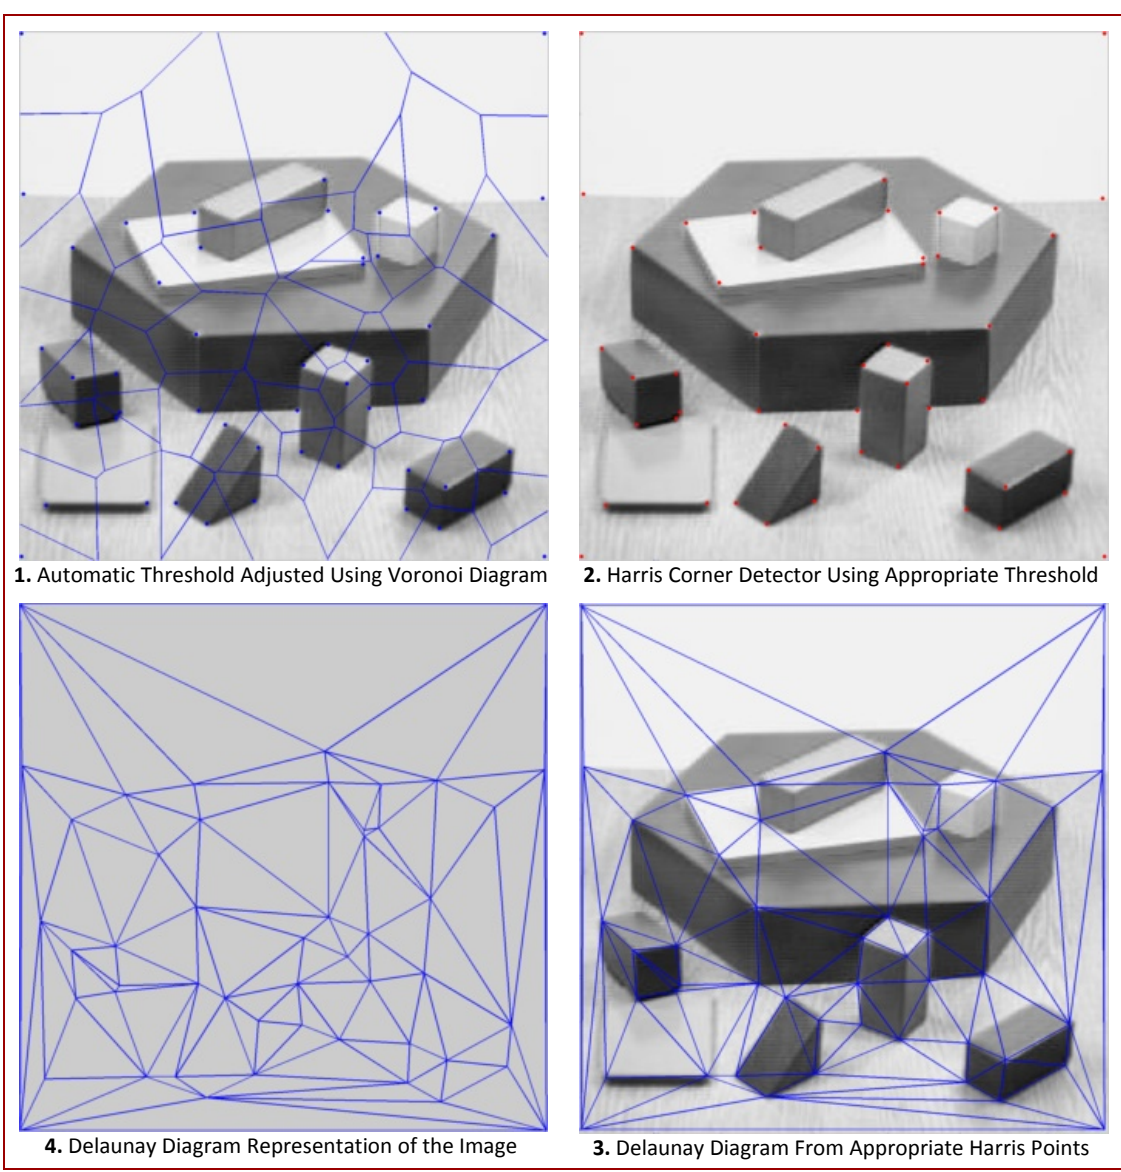 1. Automatic Threshold Adjusted Using Voronoi Diagram
2. Harris Corner Detector Using Appropriate Threshold
4. Delaunay Diagram Representation of the Image
3. Delaunay Diagram From Appropriate Harris Points